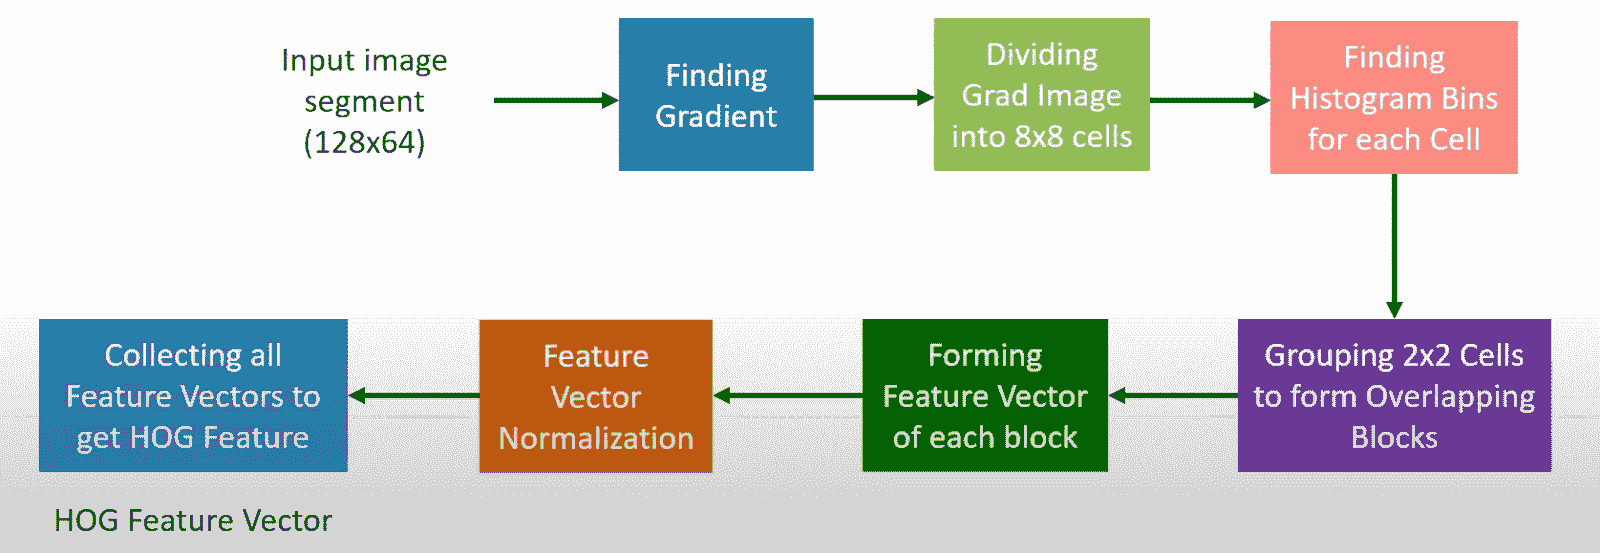 Input image
segment
(128x64)
Finding
Gradient
Dividing
Grad Image
into 8x8 cells
Finding
Histogram Bins
for each Cell
Grouping 2x2 Cells
to form Overlapping
Blocks
Forming
Feature Vector
of each block
Feature
Vector
Normalization
Collecting all
Feature Vectors to
get HOG Feature
HOG Feature Vector